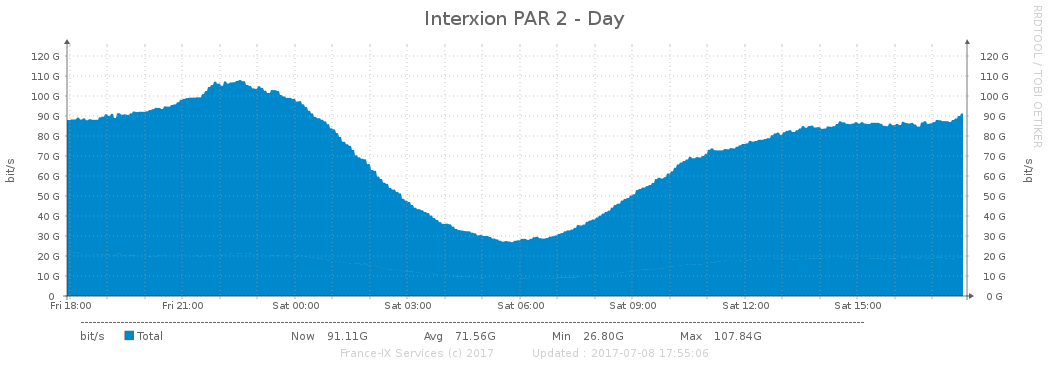 Interxion PAR 2 - Day
RRDTOOL / TOBI OETIKER
120 G 120 G
110 G 110 G
100 G 100 G
90 G 90 G
80 G 80 G
70 G 70 G
60 G 60 G
50 G 50 G
40 G 40 G
30 G 30 G
20 G 20 G
10 G 10 G
0 0 G
bit/s
bit/s
Fri 18:00 Fri 21:00 Sat 00:00 Sat 03:00 Sat 06:00 Sat 09:00 Sat 12:00 Sat 15:00
bit/s Total Now 91.11G Avg 71.56G Min 26.80G Max 107.84G
France-IX Services (c) 2017 Updated : 2017-07-08 17:55:06